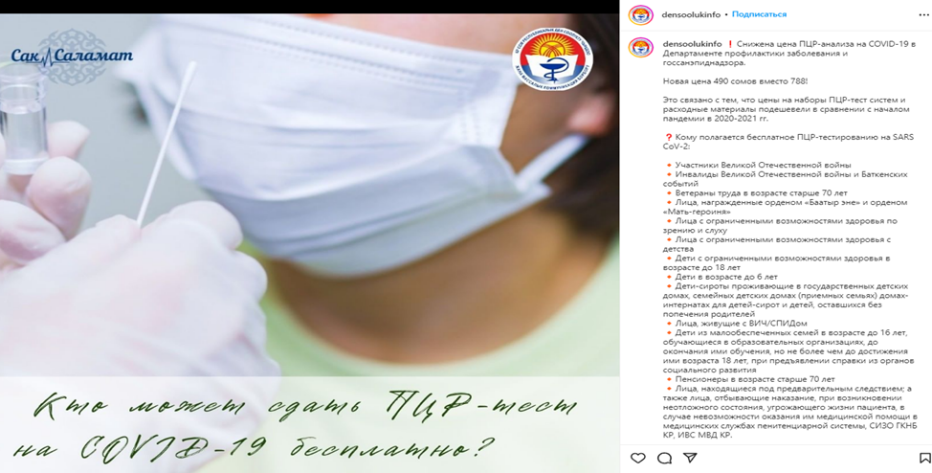 Сак Саламат
Кто может сдать ПЦР-тест
на COVID-19 бесплатно?
densoolukinfo • Подписаться
densoolukinfo ❗ Снижена цена ПЦР-анализа на COVID-19 в
Департаменте профилактики заболевания и
госсанэпиднадзора.
Новая цена 490 сомов вместо 788!
Это связано с тем, что цены на наборы ПЦР-тест систем и
расходные материалы подешевели в сравнении с началом
пандемии в 2020-2021 гг.
❓ Кому полагается бесплатное ПЦР-тестированию на SARS
CoV-2:
🔸 Участники Великой Отечественной войны
🔸 Инвалиды Великой Отечественной войны и Баткенских
событий
🔸 Ветераны труда в возрасте старше 70 лет
🔸 Лица, награжденные орденом «Баатыр эне» и орденом
«Мать-героиня»
🔸 Лица с ограниченными возможностями здоровья по
зрению и слуху
🔸 Лица с ограниченными возможностями здоровья с
детства
🔸 Дети с ограниченными возможностями здоровья в
возрасте до 18 лет
🔸 Дети в возрасте до 6 лет
🔸 Дети-сироты проживающие в государственных детских
домах, семейных детских домах (приемных семьях) домах-
интернатах для детей-сирот и детей, оставшихся без
попечения родителей
🔸 Лица, живущие с ВИЧ/СПИДом
🔸 Дети из малообеспеченных семей в возрасте до 16 лет,
обучающиеся в образовательных организациях, до
окончания ими обучения, но не более чем до достижения
ими возраста 18 лет, при предъявлении справки из органов
социального развития
🔸 Пенсионеры в возрасте старше 70 лет
🔸 Лица, находящиеся под предварительным следствием; а
также лица, отбывающие наказание, при возникновении
неотложного состояния, угрожающего жизни пациента, в
случае невозможности оказания им медицинской помощи в
медицинских службах пенитенциарной системы, СИЗО ГКНБ
КР, ИВС МВД КР.